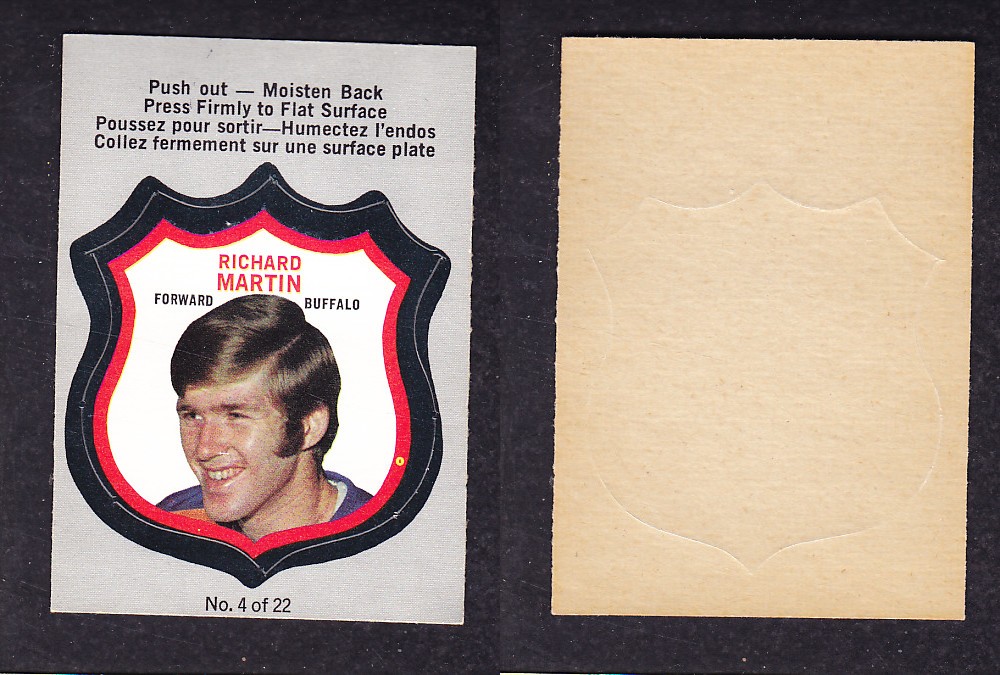 Push out — Moisten Back
Press Firmly to Flat Surface
Poussez pour sortir—Humectez l'endos
Collez fermement sur une surface plate
RICHARD
MARTIN
FORWARD BUFFALO
No. 4 of 22